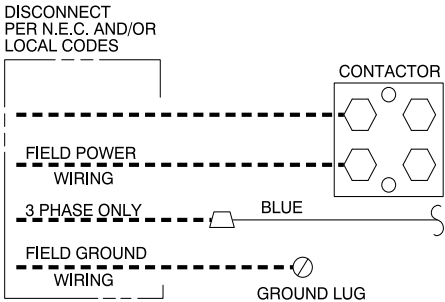 DISCONNECT
PER N.E.C. AND/OR
LOCAL CODES
CONTACTOR
FIELD POWER
WIRING
3 PHASE ONLY
BLUE
FIELD GROUND
WIRING
GROUND LUG